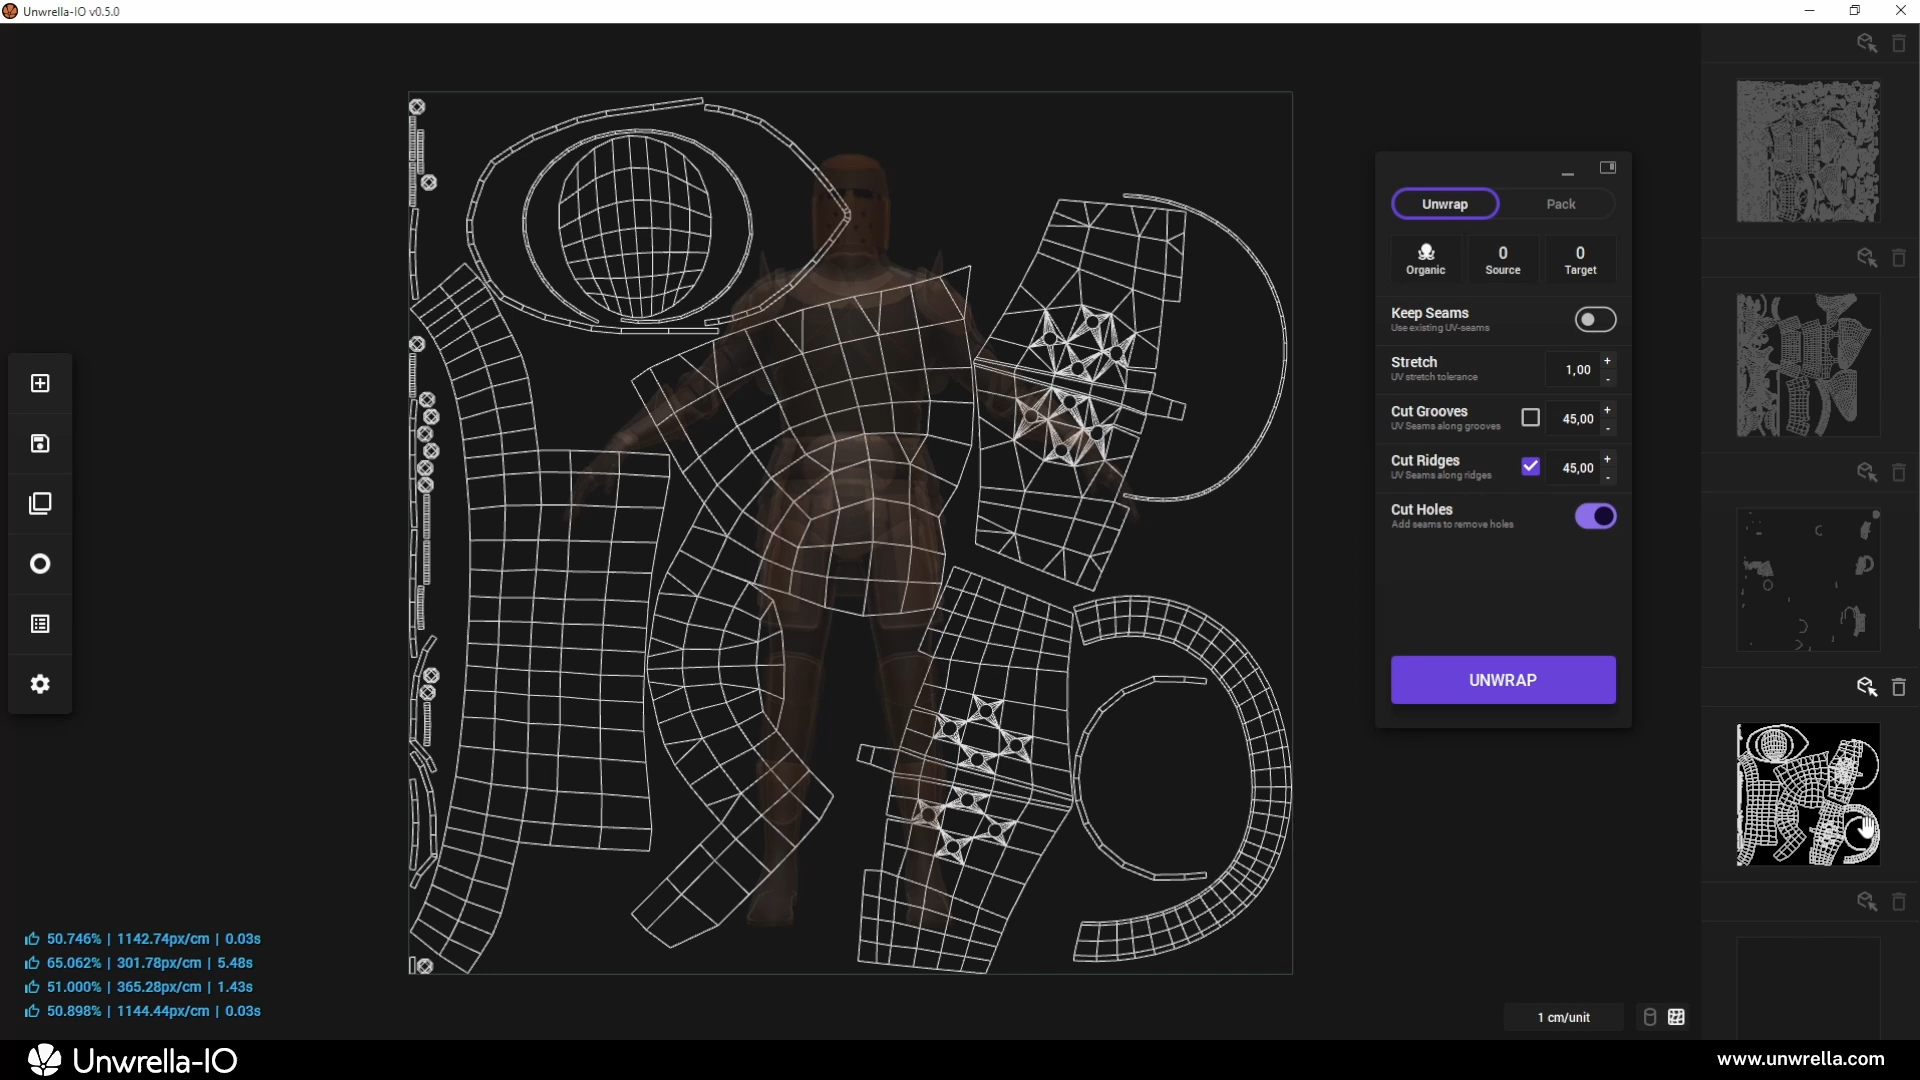 Unwrella-IO v0.5.0
Unwrap
Pack
Organic
0
Source
0
Target
Keep Seams
Use existing UV-seams
Stretch
UV stretch tolerance
1,00
+
-
Cut Grooves
UV Seams along grooves
45,00
+
-
Cut Ridges
UV Seams along ridges
45,00
+
-
Cut Holes
Add seams to remove holes
UNWRAP
50.746% | 1142.74px/cm | 0.03s
65.062% | 301.78px/cm | 5.48s
51.000% | 365.28px/cm | 1.43s
50.898% | 1144.44px/cm | 0.03s
1 cm/unit
Unwrella-IO
www.unwrella.com